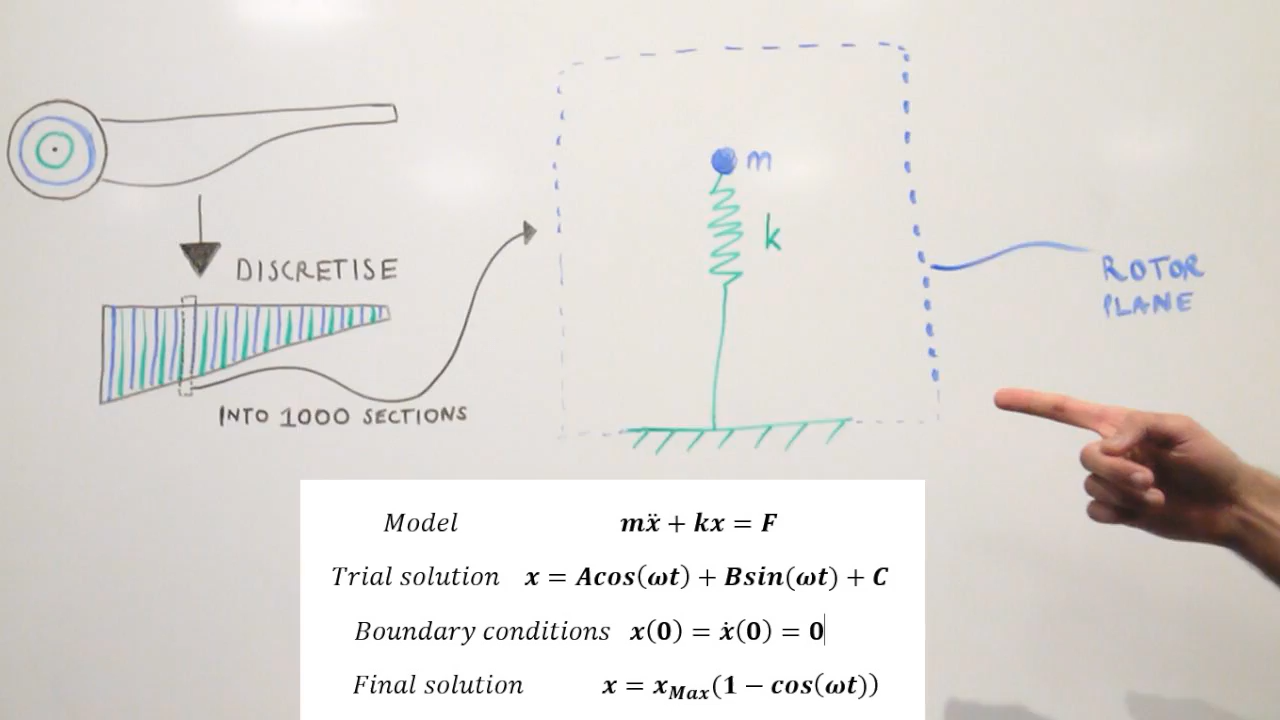 DISCRETISE
INTO 1000 SECTIONS
m
k
ROTOR
PLANE
Model mẍ + kx = F
Trial solution x = Acos(ωt) + Bsin(ωt) + C
Boundary conditions x(0) = ẋ(0) = 0
Final solution x = x_Max(1 − cos(ωt))